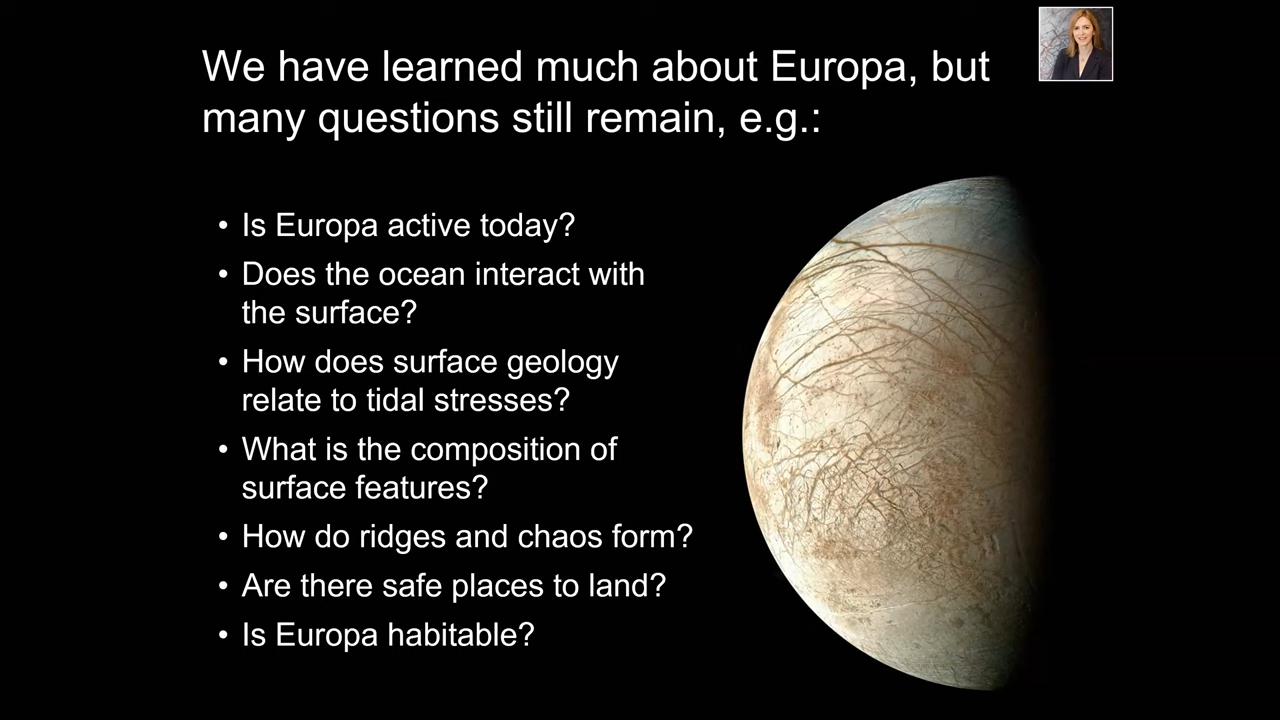 We have learned much about Europa, but
many questions still remain, e.g.:
• Is Europa active today?
• Does the ocean interact with
the surface?
• How does surface geology
relate to tidal stresses?
• What is the composition of
surface features?
• How do ridges and chaos form?
• Are there safe places to land?
• Is Europa habitable?